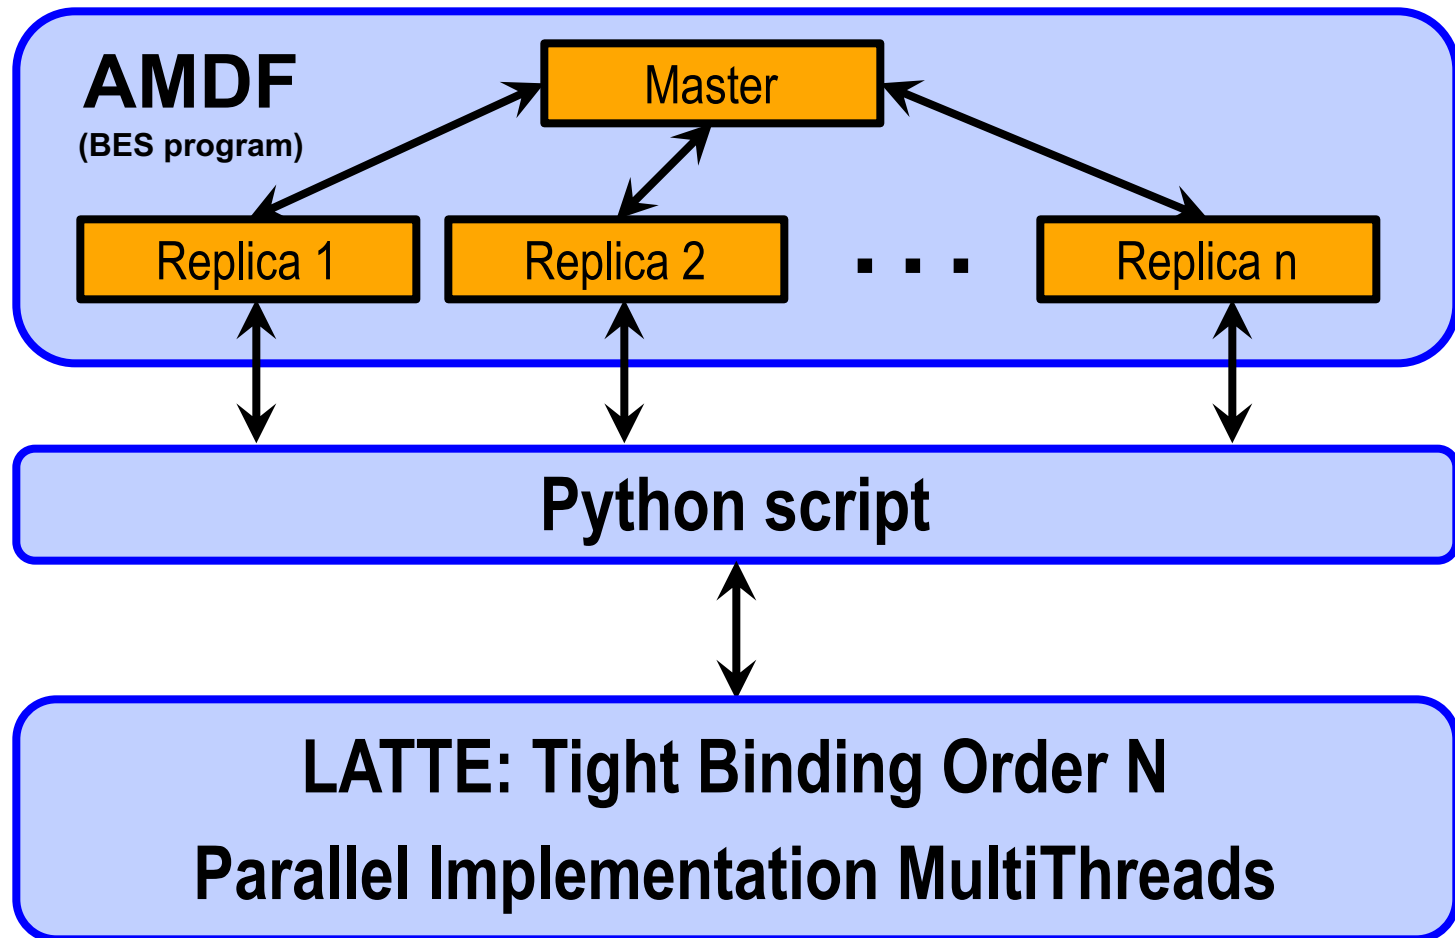 AMDF
(BES program)
Master
Replica 1
Replica 2
. . .
Replica n
Python script
LATTE: Tight Binding Order N
Parallel Implementation MultiThreads